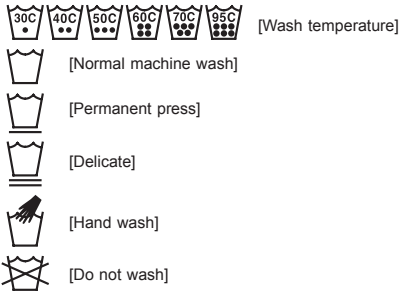 30C 40C 50C 60C 70C 95C [Wash temperature]
[Normal machine wash]
[Permanent press]
[Delicate]
[Hand wash]
[Do not wash]